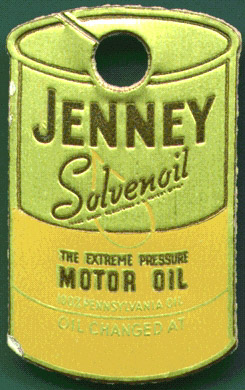 JENNEY
Solvenoil
THE EXTREME PRESSURE
MOTOR OIL
100% PENNSYLVANIA OIL
OIL CHANGED AT